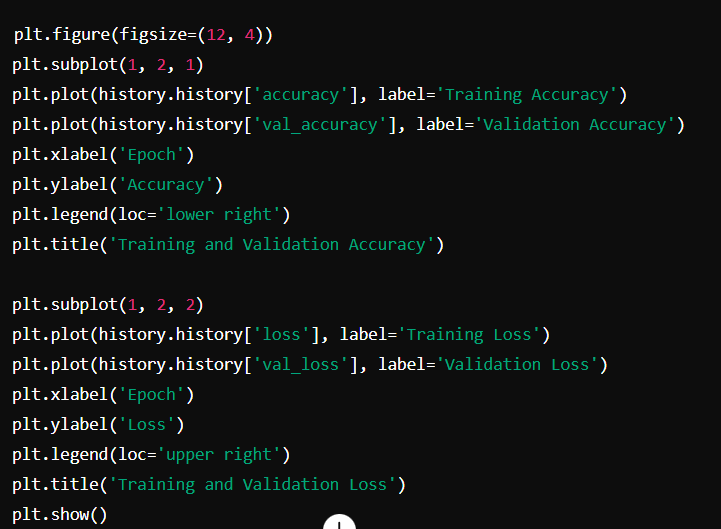 plt.figure(figsize=(12, 4))
plt.subplot(1, 2, 1)
plt.plot(history.history['accuracy'], label='Training Accuracy')
plt.plot(history.history['val_accuracy'], label='Validation Accuracy')
plt.xlabel('Epoch')
plt.ylabel('Accuracy')
plt.legend(loc='lower right')
plt.title('Training and Validation Accuracy')

plt.subplot(1, 2, 2)
plt.plot(history.history['loss'], label='Training Loss')
plt.plot(history.history['val_loss'], label='Validation Loss')
plt.xlabel('Epoch')
plt.ylabel('Loss')
plt.legend(loc='upper right')
plt.title('Training and Validation Loss')
plt.show()